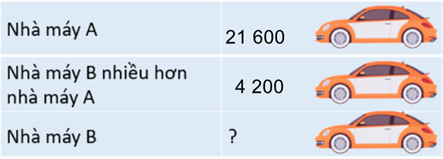 Nhà máy A 21 600
Nhà máy B nhiều hơn
nhà máy A 4 200
Nhà máy B ?